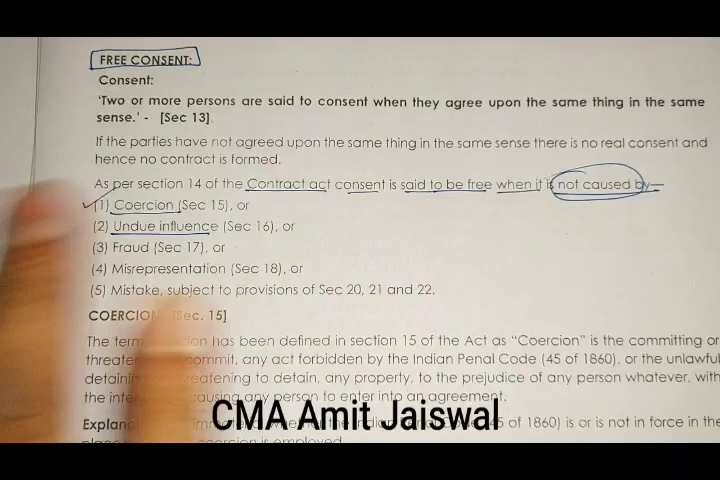 FREE CONSENT:
Consent:
'Two or more persons are said to consent when they agree upon the same thing in the same
sense.' - [Sec 13].
If the parties have not agreed upon the same thing in the same sense there is no real consent and
hence no contract is formed.
As per section 14 of the Contract act consent is said to be free when it is not caused by—
(1) Coercion (Sec 15), or
(2) Undue influence (Sec 16), or
(3) Fraud (Sec 17), or
(4) Misrepresentation (Sec 18), or
(5) Mistake, subject to provisions of Sec 20, 21 and 22.
COERCION [Sec. 15]
The term has been defined in section 15 of the Act as "Coercion" is the committing or
commit, any act forbidden by the Indian Penal Code (45 of 1860), or the unlawful
to detain, any property, to the prejudice of any person whatever, with
the causing any person to enter into an agreement.
CMA Amit Jaiswal
of 1860) is or is not in force in the
coercion is employed.